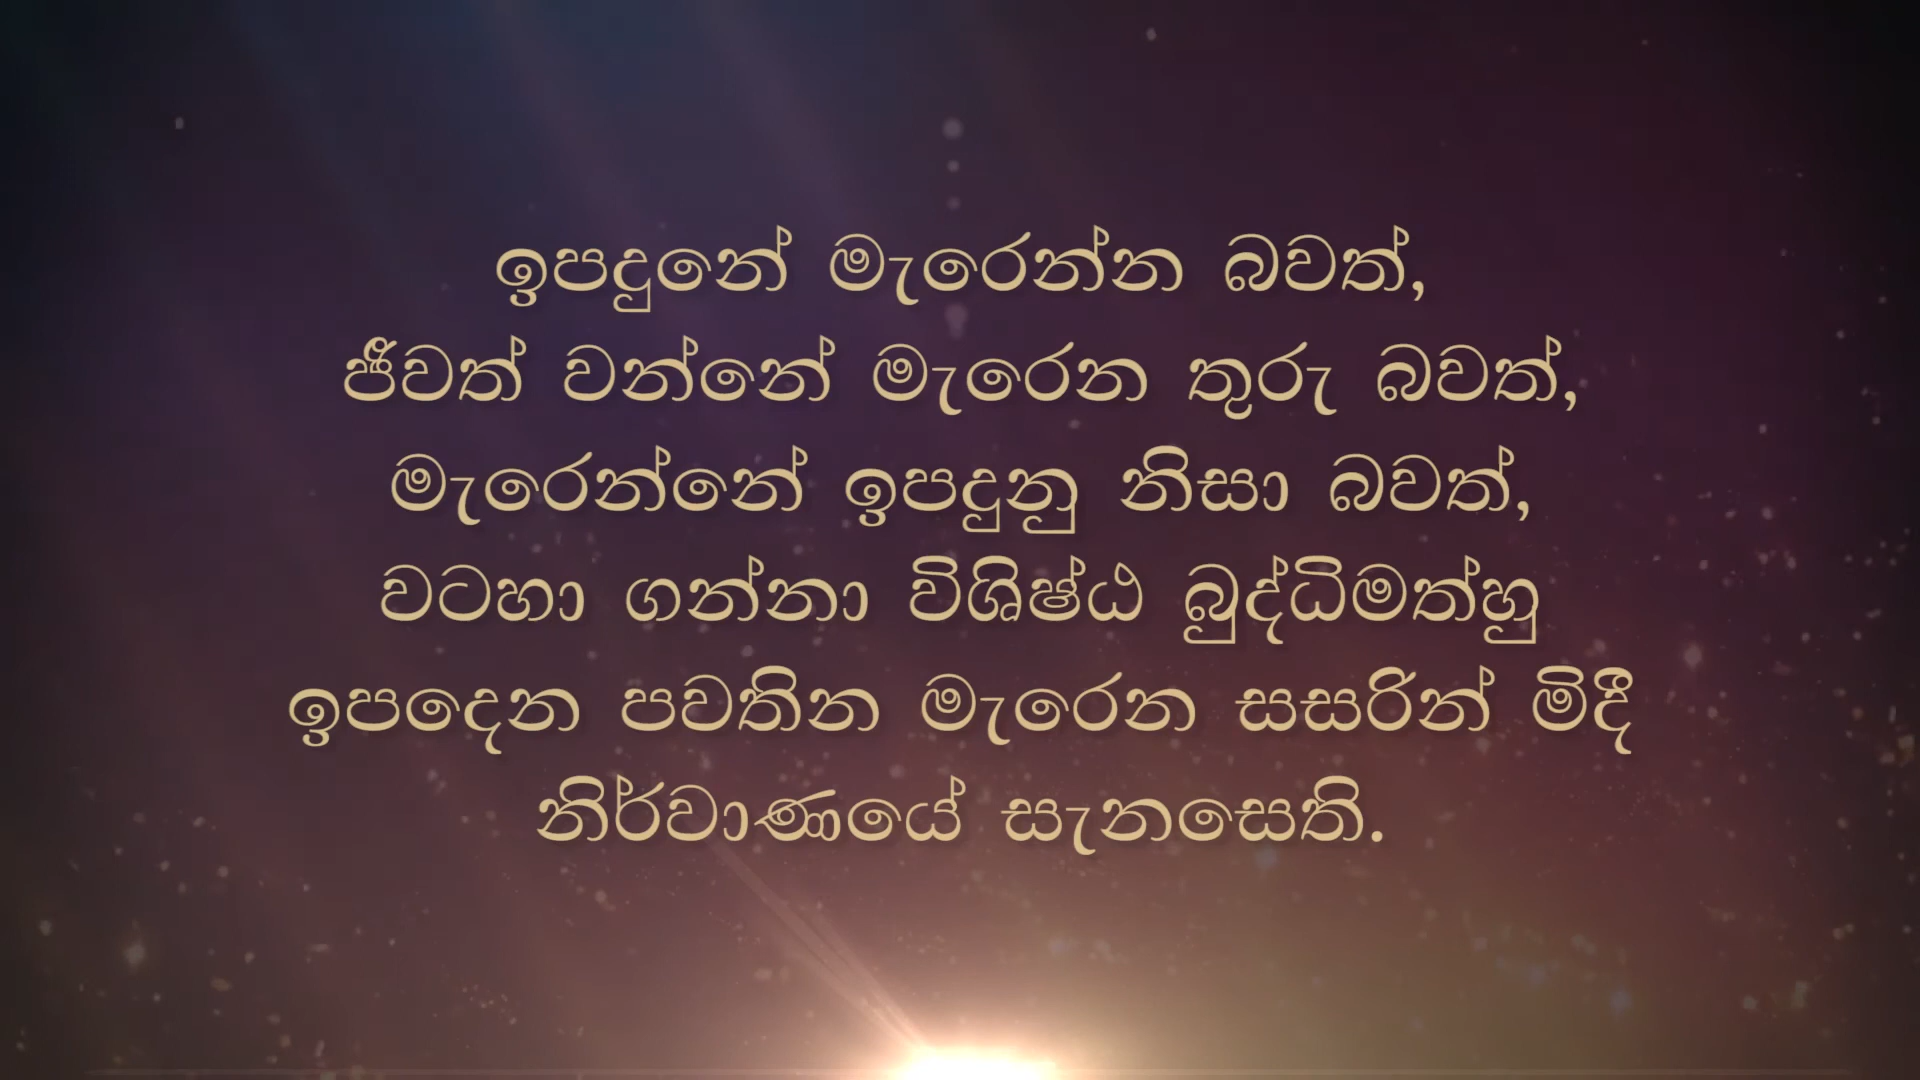 ඉපදුනේ මැරෙන්න බවත්,
ජීවත් වන්නේ මැරෙන තුරු බවත්,
මැරෙන්නේ ඉපදුනු නිසා බවත්,
වටහා ගන්නා විශිෂ්ඨ බුද්ධිමත්හු
ඉපදෙන පවතින මැරෙන සසරින් මිදී
නිර්වාණයේ සැනසෙති.